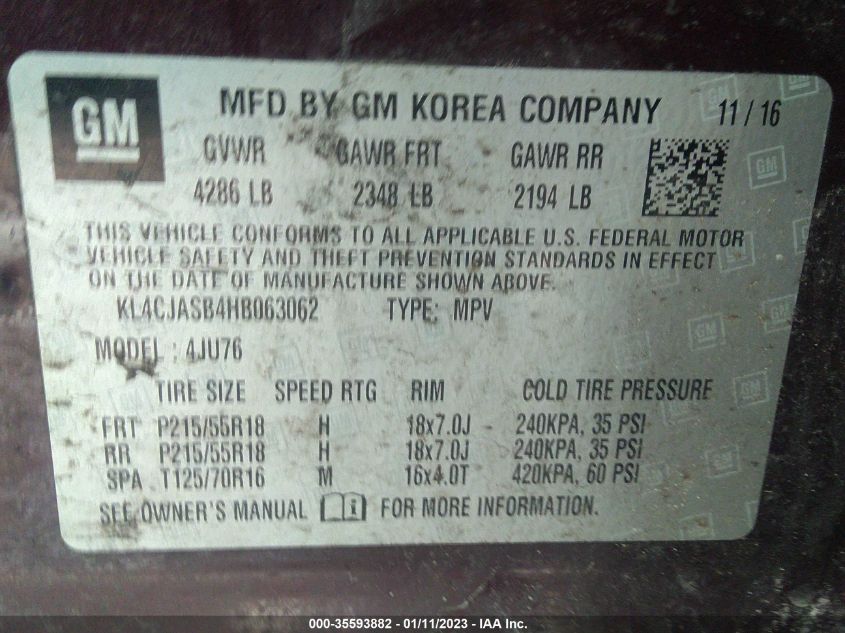 GM
MFD BY GM KOREA COMPANY 11 / 16
GVWR GAWR FRT GAWR RR
4286 LB 2348 LB 2194 LB
THIS VEHICLE CONFORMS TO ALL APPLICABLE U.S. FEDERAL MOTOR
VEHICLE SAFETY AND THEFT PREVENTION STANDARDS IN EFFECT
ON THE DATE OF MANUFACTURE SHOWN ABOVE.
KL4CJASB4HB063062 TYPE: MPV
MODEL : 4JU76
TIRE SIZE SPEED RTG RIM COLD TIRE PRESSURE
FRT P215/55R18 H 18x7.0J 240KPA, 35 PSI
RR P215/55R18 H 18x7.0J 240KPA, 35 PSI
SPA T125/70R16 M 16x4.0T 420KPA, 60 PSI
SEE OWNER'S MANUAL i FOR MORE INFORMATION.
000-35593882 - 01/11/2023 - IAA Inc.